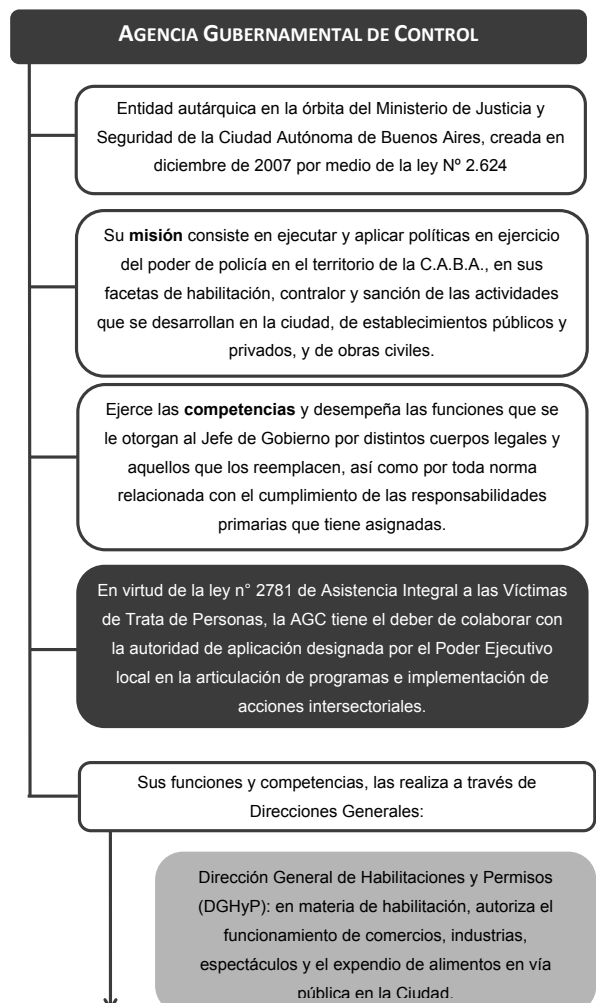 AGENCIA GUBERNAMENTAL DE CONTROL
Entidad autárquica en la órbita del Ministerio de Justicia y
Seguridad de la Ciudad Autónoma de Buenos Aires, creada en
diciembre de 2007 por medio de la ley Nº 2.624
Su misión consiste en ejecutar y aplicar políticas en ejercicio
del poder de policía en el territorio de la C.A.B.A., en sus
facetas de habilitación, contralor y sanción de las actividades
que se desarrollan en la ciudad, de establecimientos públicos y
privados, y de obras civiles.
Ejerce las competencias y desempeña las funciones que se
le otorgan al Jefe de Gobierno por distintos cuerpos legales y
aquellos que los reemplacen, así como por toda norma
relacionada con el cumplimiento de las responsabilidades
primarias que tiene asignadas.
En virtud de la ley n° 2781 de Asistencia Integral a las Víctimas
de Trata de Personas, la AGC tiene el deber de colaborar con
la autoridad de aplicación designada por el Poder Ejecutivo
local en la articulación de programas e implementación de
acciones intersectoriales.
Sus funciones y competencias, las realiza a través de
Direcciones Generales:
Dirección General de Habilitaciones y Permisos
(DGHyP): en materia de habilitación, autoriza el
funcionamiento de comercios, industrias,
espectáculos y el expendio de alimentos en vía
pública en la Ciudad.